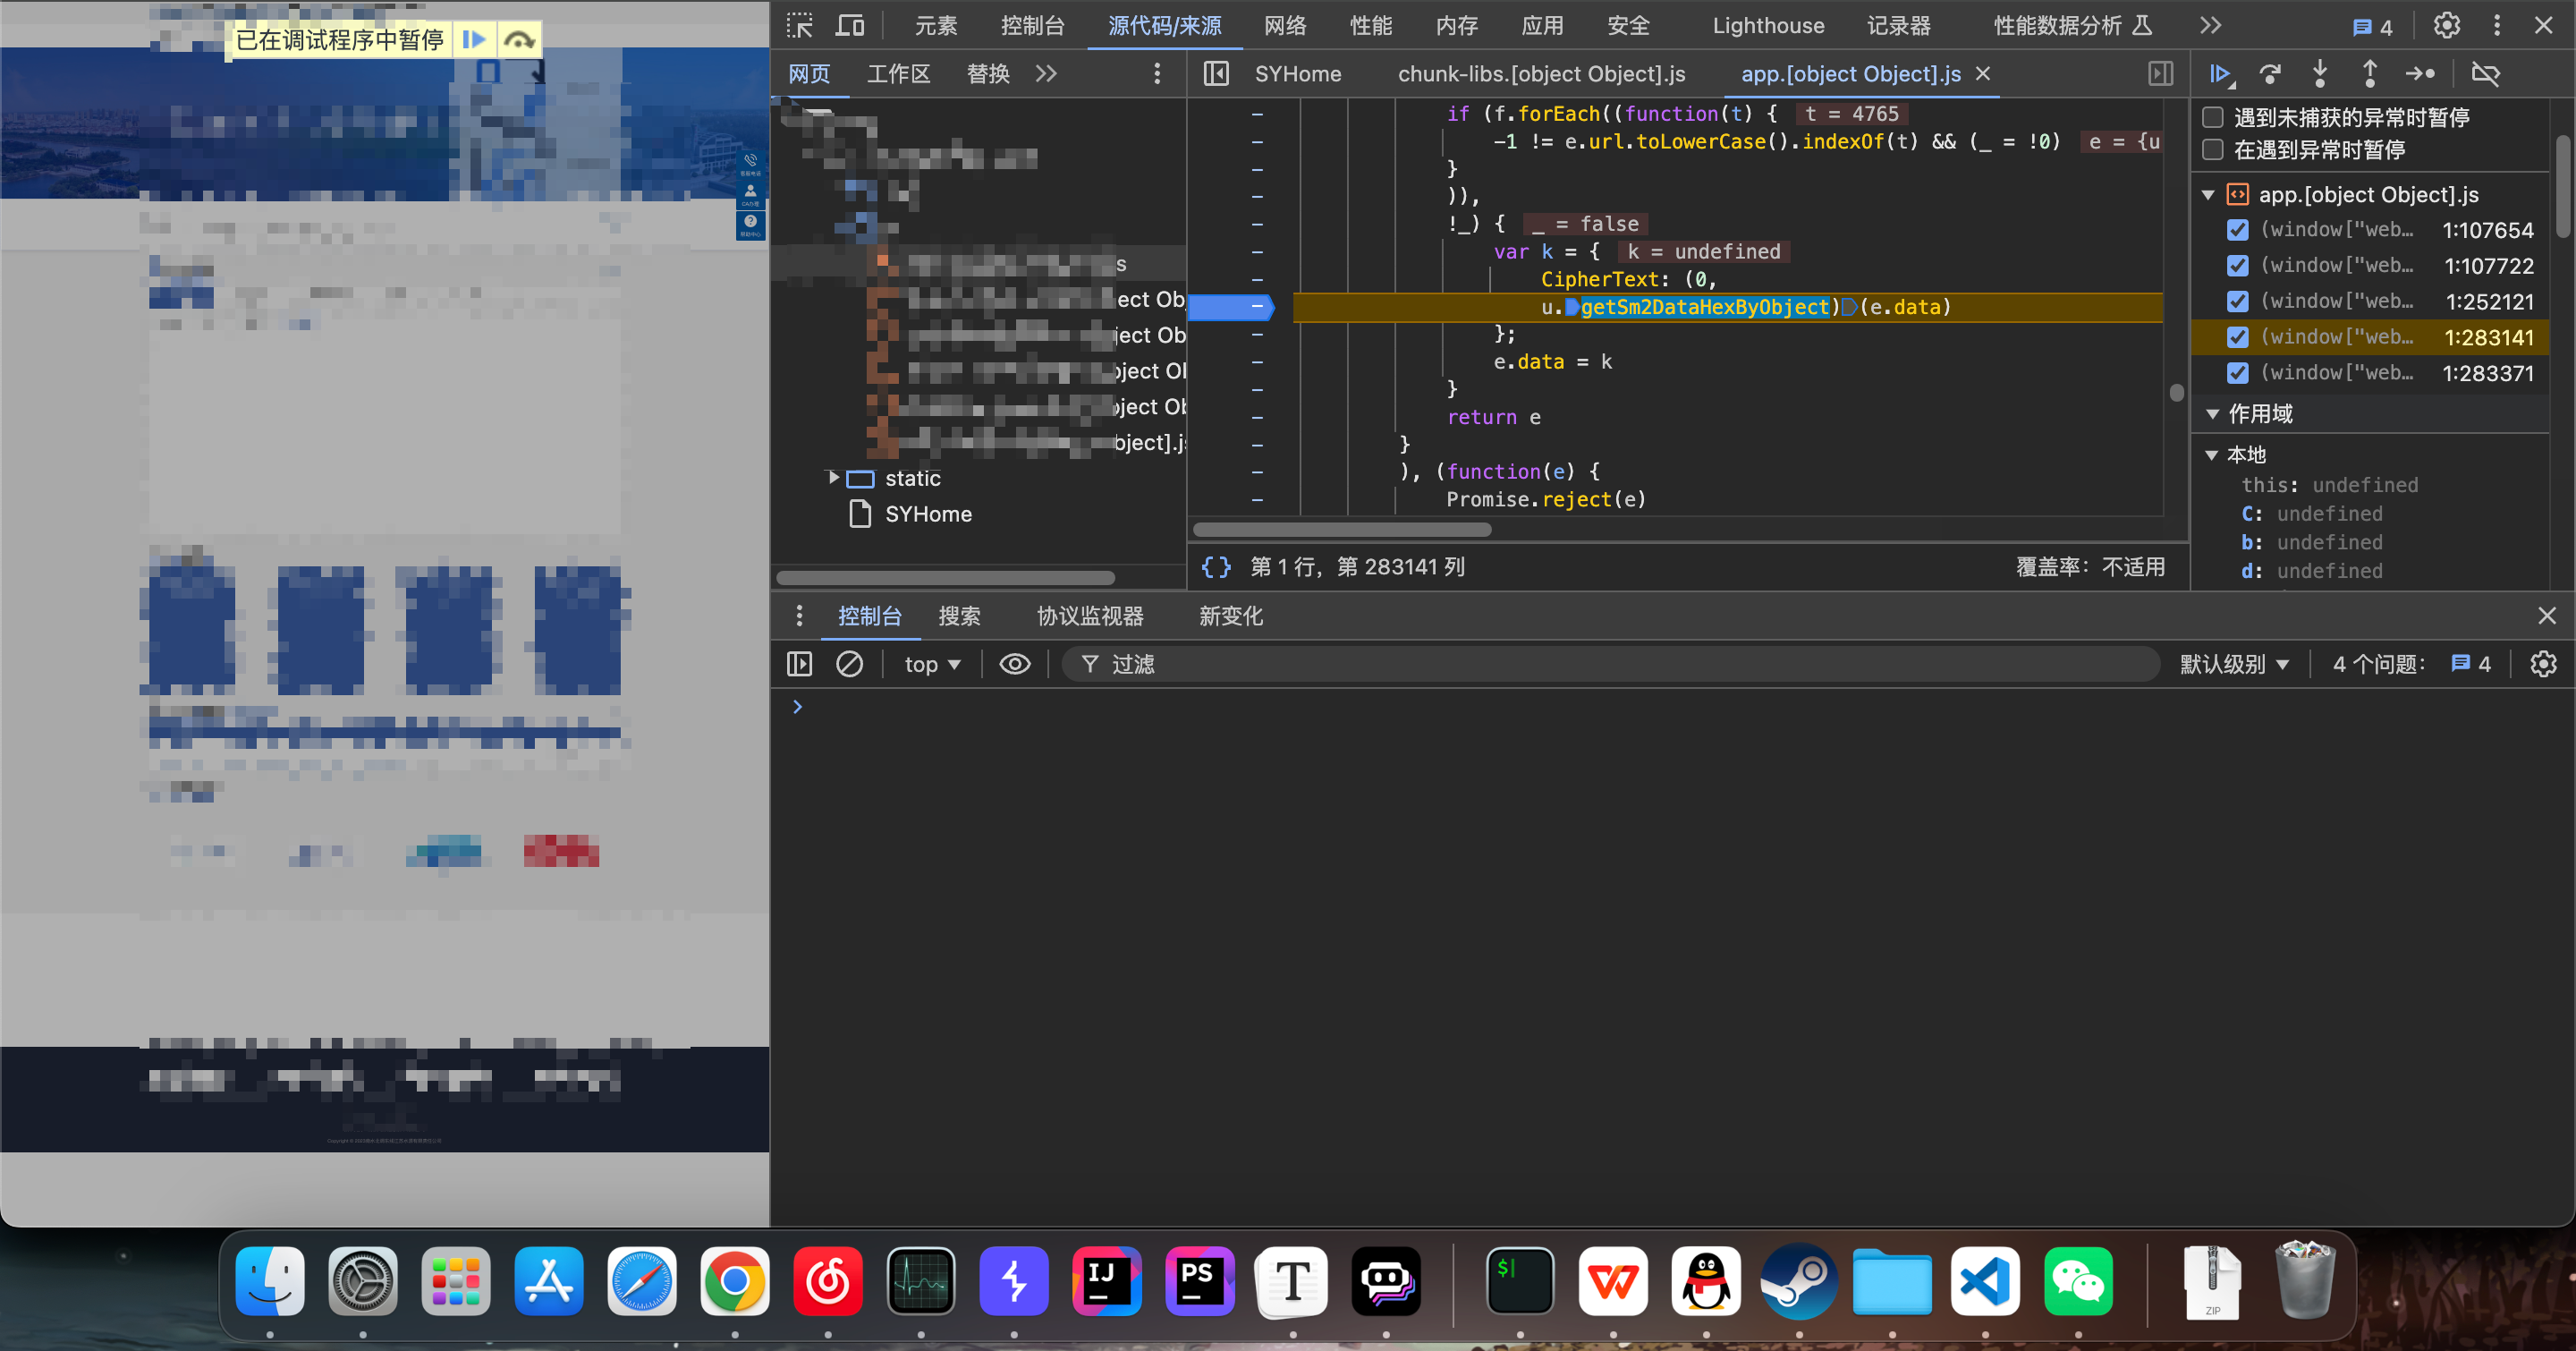 已在调试程序中暂停
元素 控制台 源代码/来源 网络 性能 内存 应用 安全 Lighthouse 记录器 性能数据分析 4
网页 工作区 替换
SYHome chunk-libs.[object Object].js app.[object Object].js
s
ect Ob
ject Ob
bject Ob
bject].js
static
SYHome
if (f.forEach((function(t) { t = 4765
-1 != e.url.toLowerCase().indexOf(t) && (_ = !0) e = {u
}
)),
!_) { _ = false
var k = { k = undefined
CipherText: (0,
u.getSm2DataHexByObject)(e.data)
};
e.data = k
}
return e
}
), (function(e) {
Promise.reject(e)
{} 第 1 行，第 283141 列 覆盖率：不适用
遇到未捕获的异常时暂停
在遇到异常时暂停
app.[object Object].js
(window["web… 1:107654
(window["web… 1:107722
(window["web… 1:252121
(window["web… 1:283141
(window["web… 1:283371
作用域
本地
this: undefined
C: undefined
b: undefined
d: undefined
控制台 搜索 协议监视器 新变化
top 过滤 默认级别 4 个问题： 4
IJ
PS
T
$
ZIP